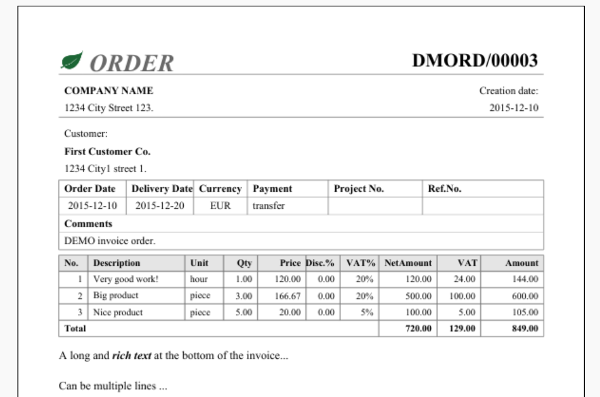 ORDER DMORD/00003
COMPANY NAME Creation date:
1234 City Street 123. 2015-12-10
Customer:
First Customer Co.
1234 City1 street 1.
Order Date Delivery Date Currency Payment Project No. Ref.No.
2015-12-10 2015-12-20 EUR transfer
Comments
DEMO invoice order.
No. Description Unit Qty Price Disc.% VAT% NetAmount VAT Amount
1 Very good work! hour 1.00 120.00 0.00 20% 120.00 24.00 144.00
2 Big product piece 3.00 166.67 0.00 20% 500.00 100.00 600.00
3 Nice product piece 5.00 20.00 0.00 5% 100.00 5.00 105.00
Total 720.00 129.00 849.00
A long and rich text at the bottom of the invoice...
Can be multiple lines ...